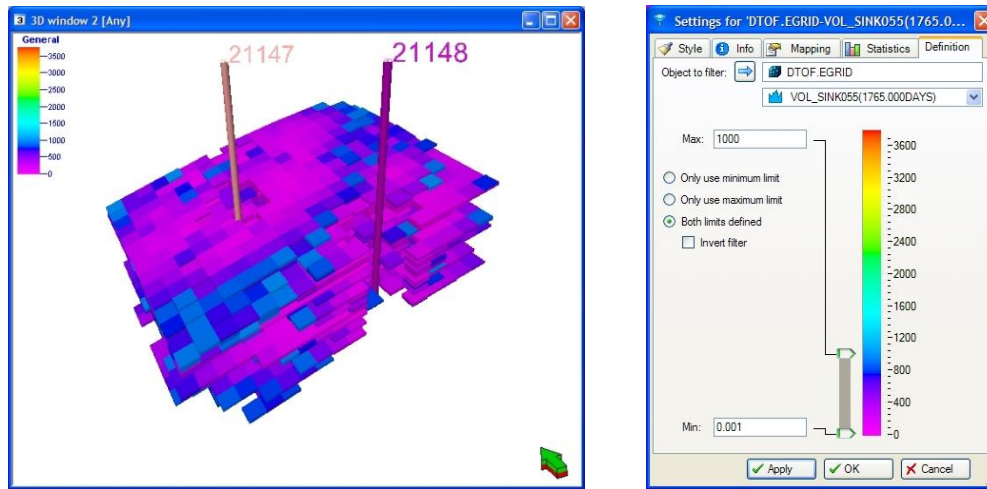 3 3D window 2 [Any]
General
3500
3000
2500
2000
1500
1000
500
0
21147
21148
Settings for 'DTOF.EGRID-VOL_SINK055(1765.0...
Style
Info
Mapping
Statistics
Definition
Object to filter:
DTOF.EGRID
VOL_SINK055(1765.000DAYS)
Max: 1000
Only use minimum limit
Only use maximum limit
Both limits defined
Invert filter
Min: 0.001
3600
3200
2800
2400
2000
1600
1200
800
400
0
Apply
OK
Cancel